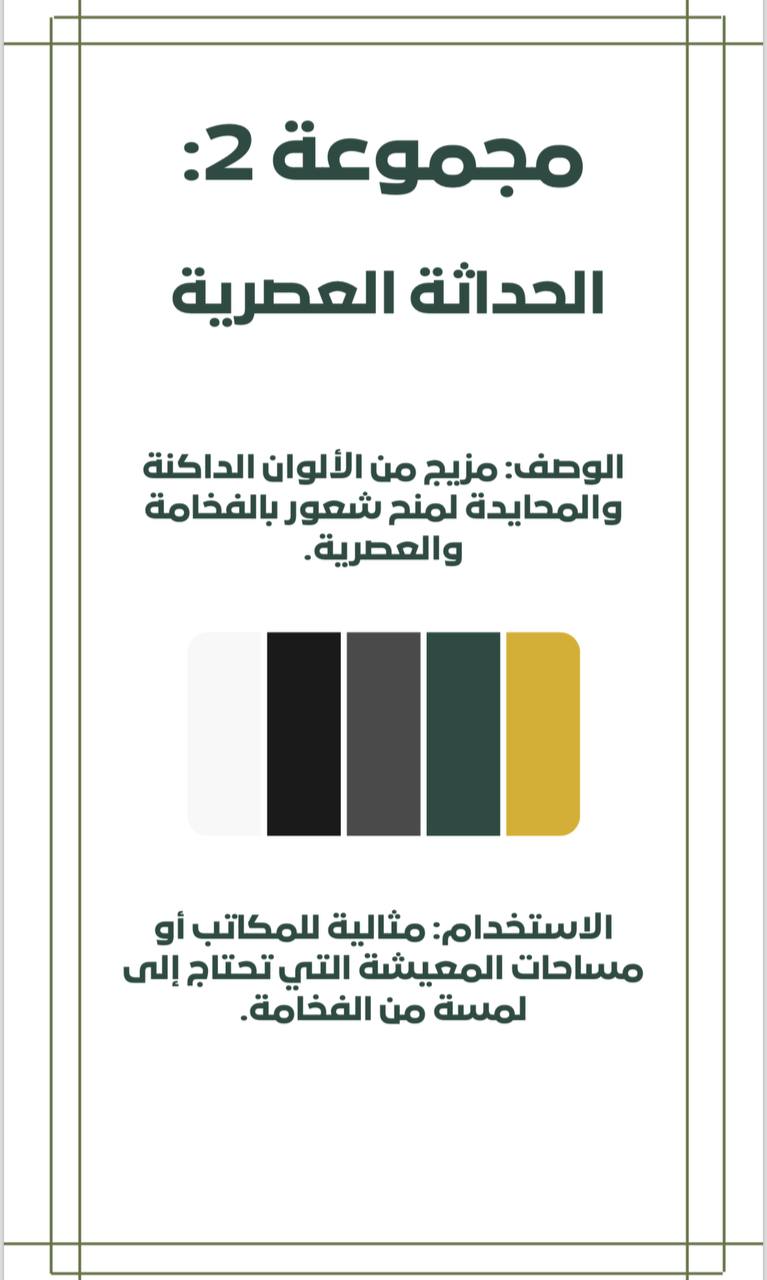 مجموعة 2:
الحداثة العصرية
الوصف: مزيج من الألوان الداكنة
والمحايدة لمنح شعور بالفخامة
والعصرية.
الاستخدام: مثالية للمكاتب أو
مساحات المعيشة التي تحتاج إلى
لمسة من الفخامة.